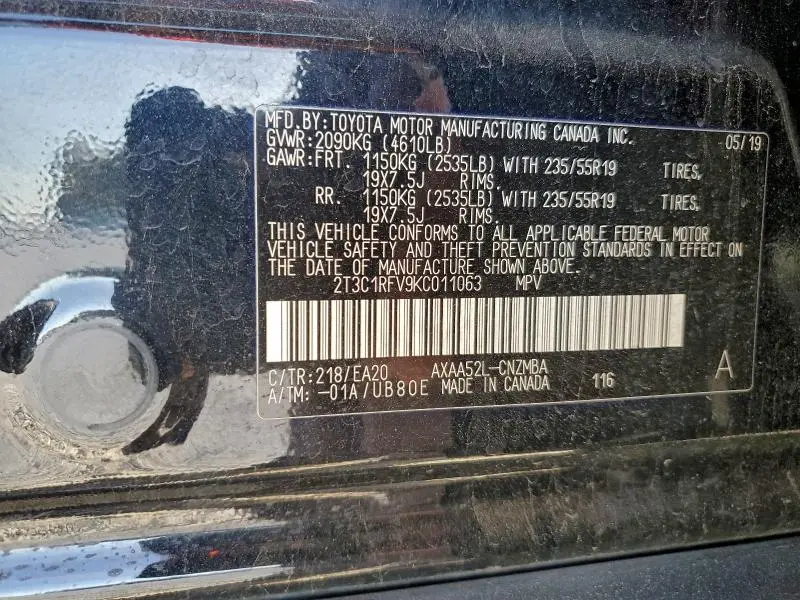 MFD.BY:TOYOTA MOTOR MANUFACTURING CANADA INC. 05/19
GVWR:2090KG (4610LB)
GAWR:FRT. 1150KG (2535LB) WITH 235/55R19 TIRES,
19X7.5J RIMS.
RR. 1150KG (2535LB) WITH 235/55R19 TIRES,
19X7.5J RIMS.
THIS VEHICLE CONFORMS TO ALL APPLICABLE FEDERAL MOTOR
VEHICLE SAFETY AND THEFT PREVENTION STANDARDS IN EFFECT ON
THE DATE OF MANUFACTURE SHOWN ABOVE.
2T3C1RFV9KC011063 MPV
C/TR:218/EA20 AXAA52L-CNZMBA A
A/TM:-01A/UB80E MADE IN CANADA 116